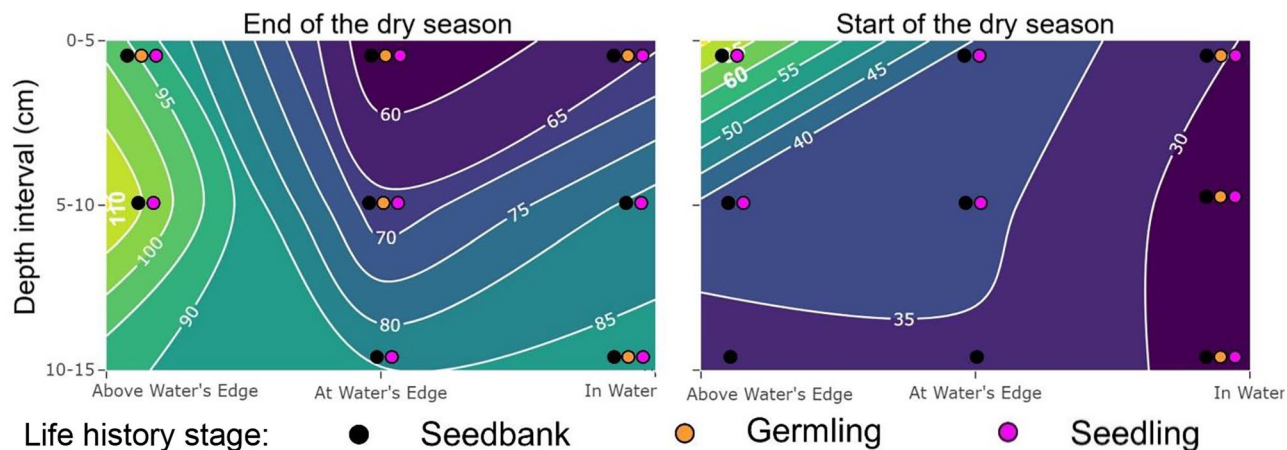 End of the dry season
Start of the dry season
Depth interval (cm)
0-5
5-10
10-15
95
110
100
90
60
65
70
75
80
85
60
55
50
45
40
35
30
Above Water's Edge
At Water's Edge
In Water
Above Water's Edge
At Water's Edge
In Water
Life history stage:
Seedbank
Germling
Seedling